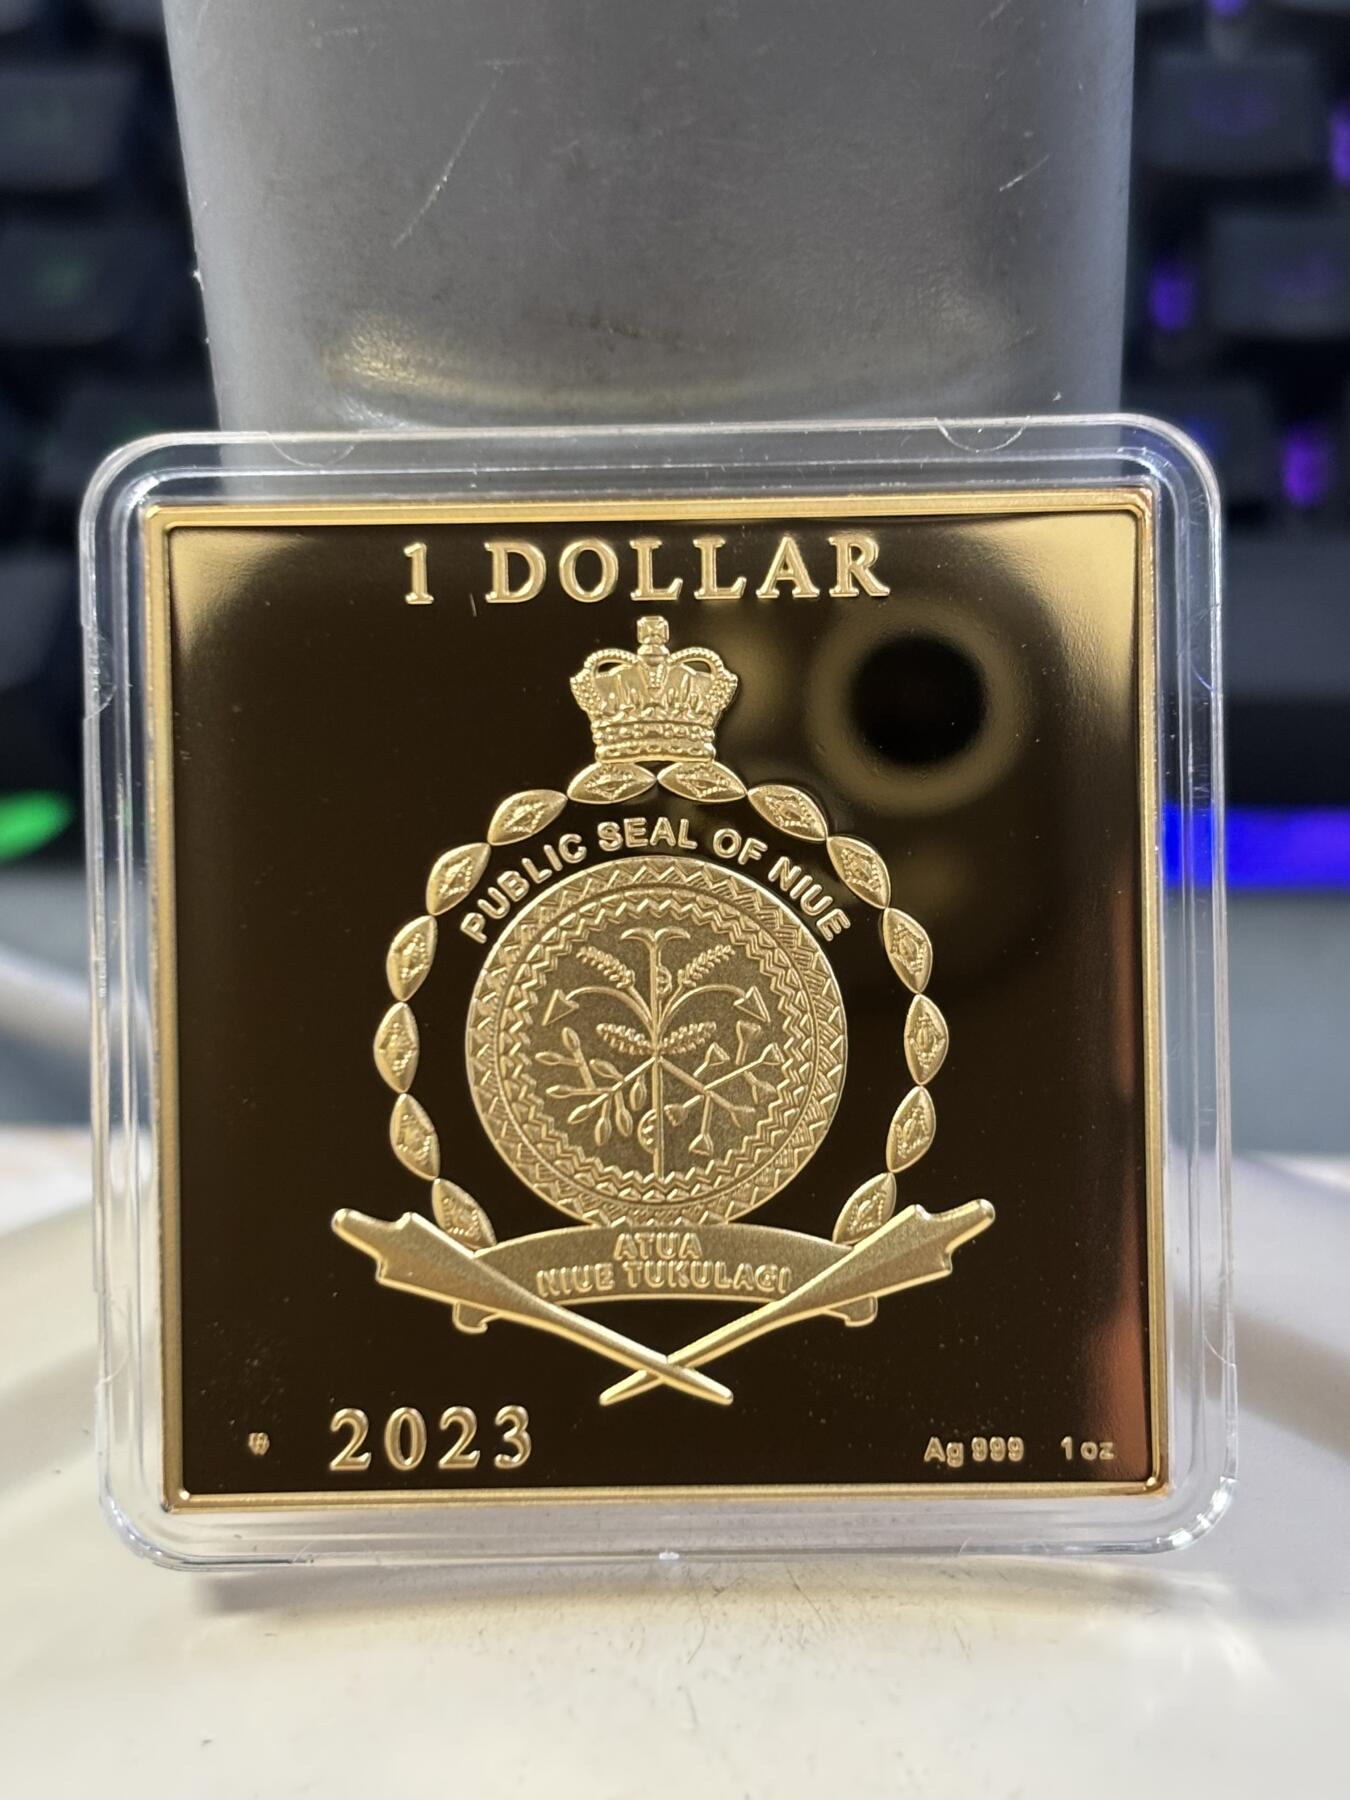 1 DOLLAR
PUBLIC SEAL OF NIUE
ATUA
NIUE TUKULAGI
2023
Ag 999 1 oz